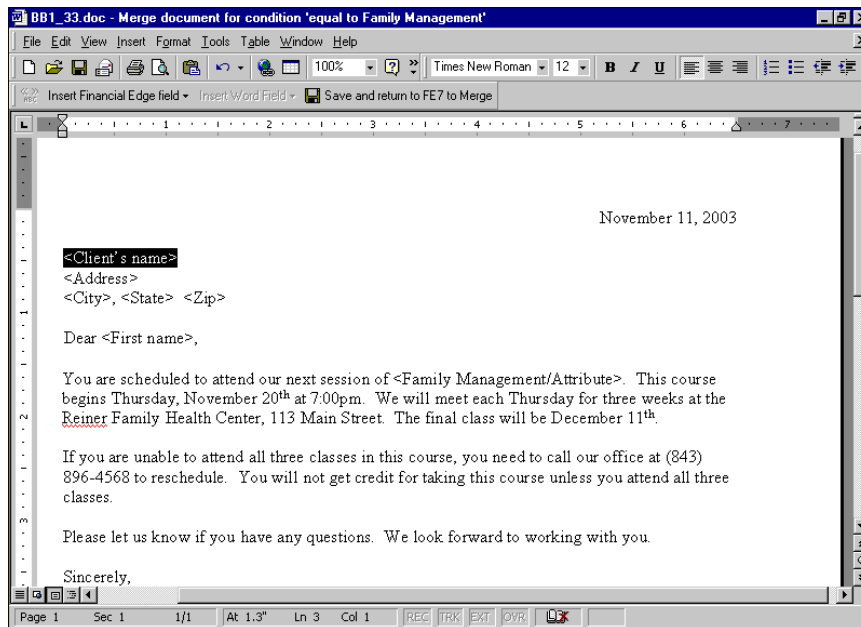 BB1_33.doc - Merge document for condition 'equal to Family Management'
File Edit View Insert Format Tools Table Window Help
100% Times New Roman 12 B I U
Insert Financial Edge field Insert Word Field Save and return to FE7 to Merge
1 2 3 4 5 6 7
November 11, 2003
<Client's name>
<Address>
<City>, <State> <Zip>
Dear <First name>,
You are scheduled to attend our next session of <Family Management/Attribute>. This course
begins Thursday, November 20th at 7:00pm. We will meet each Thursday for three weeks at the
Reiner Family Health Center, 113 Main Street. The final class will be December 11th.
If you are unable to attend all three classes in this course, you need to call our office at (843)
896-4568 to reschedule. You will not get credit for taking this course unless you attend all three
classes.
Please let us know if you have any questions. We look forward to working with you.
Sincerely,
Page 1 Sec 1 1/1 At 1.3" Ln 3 Col 1 REC TRK EXT OVR